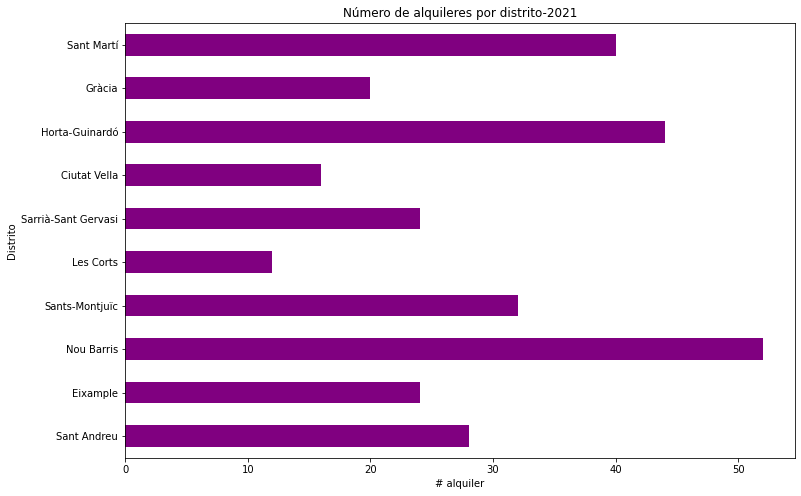 Número de alquileres por distrito-2021
Sant Martí
Gràcia
Horta-Guinardó
Ciutat Vella
Sarrià-Sant Gervasi
Les Corts
Sants-Montjuïc
Nou Barris
Eixample
Sant Andreu
Distrito
0 10 20 30 40 50
# alquiler